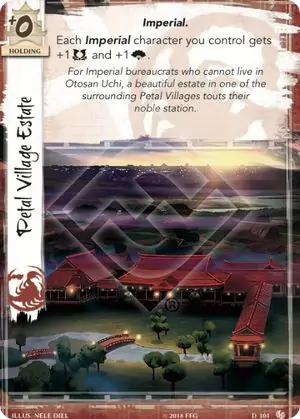 +0
HOLDING
Imperial.
Each Imperial character you control gets
+1 and +1.
For Imperial bureaucrats who cannot live in
Otosan Uchi, a beautiful estate in one of the
surrounding Petal Villages touts their
noble station.
Petal Village Estate
ILLUS. NELE DIEL
© 2018 FFG
D 101